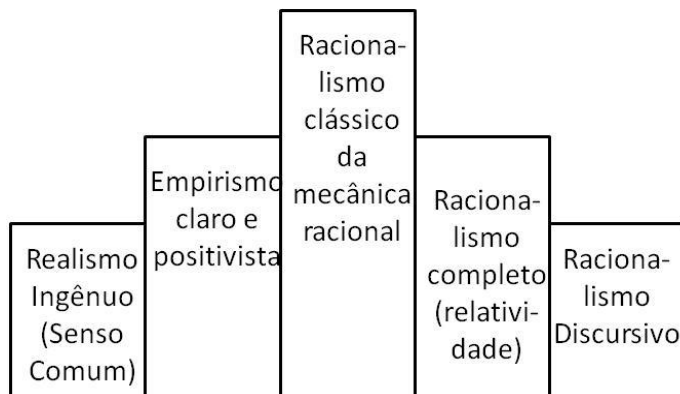 Realismo
Ingênuo
(Senso
Comum)
Empirismo
claro e
positivista
Raciona-
lismo
clássico
da
mecânica
racional
Raciona-
lismo
completo
(relativi-
dade)
Raciona-
lismo
Discursivo